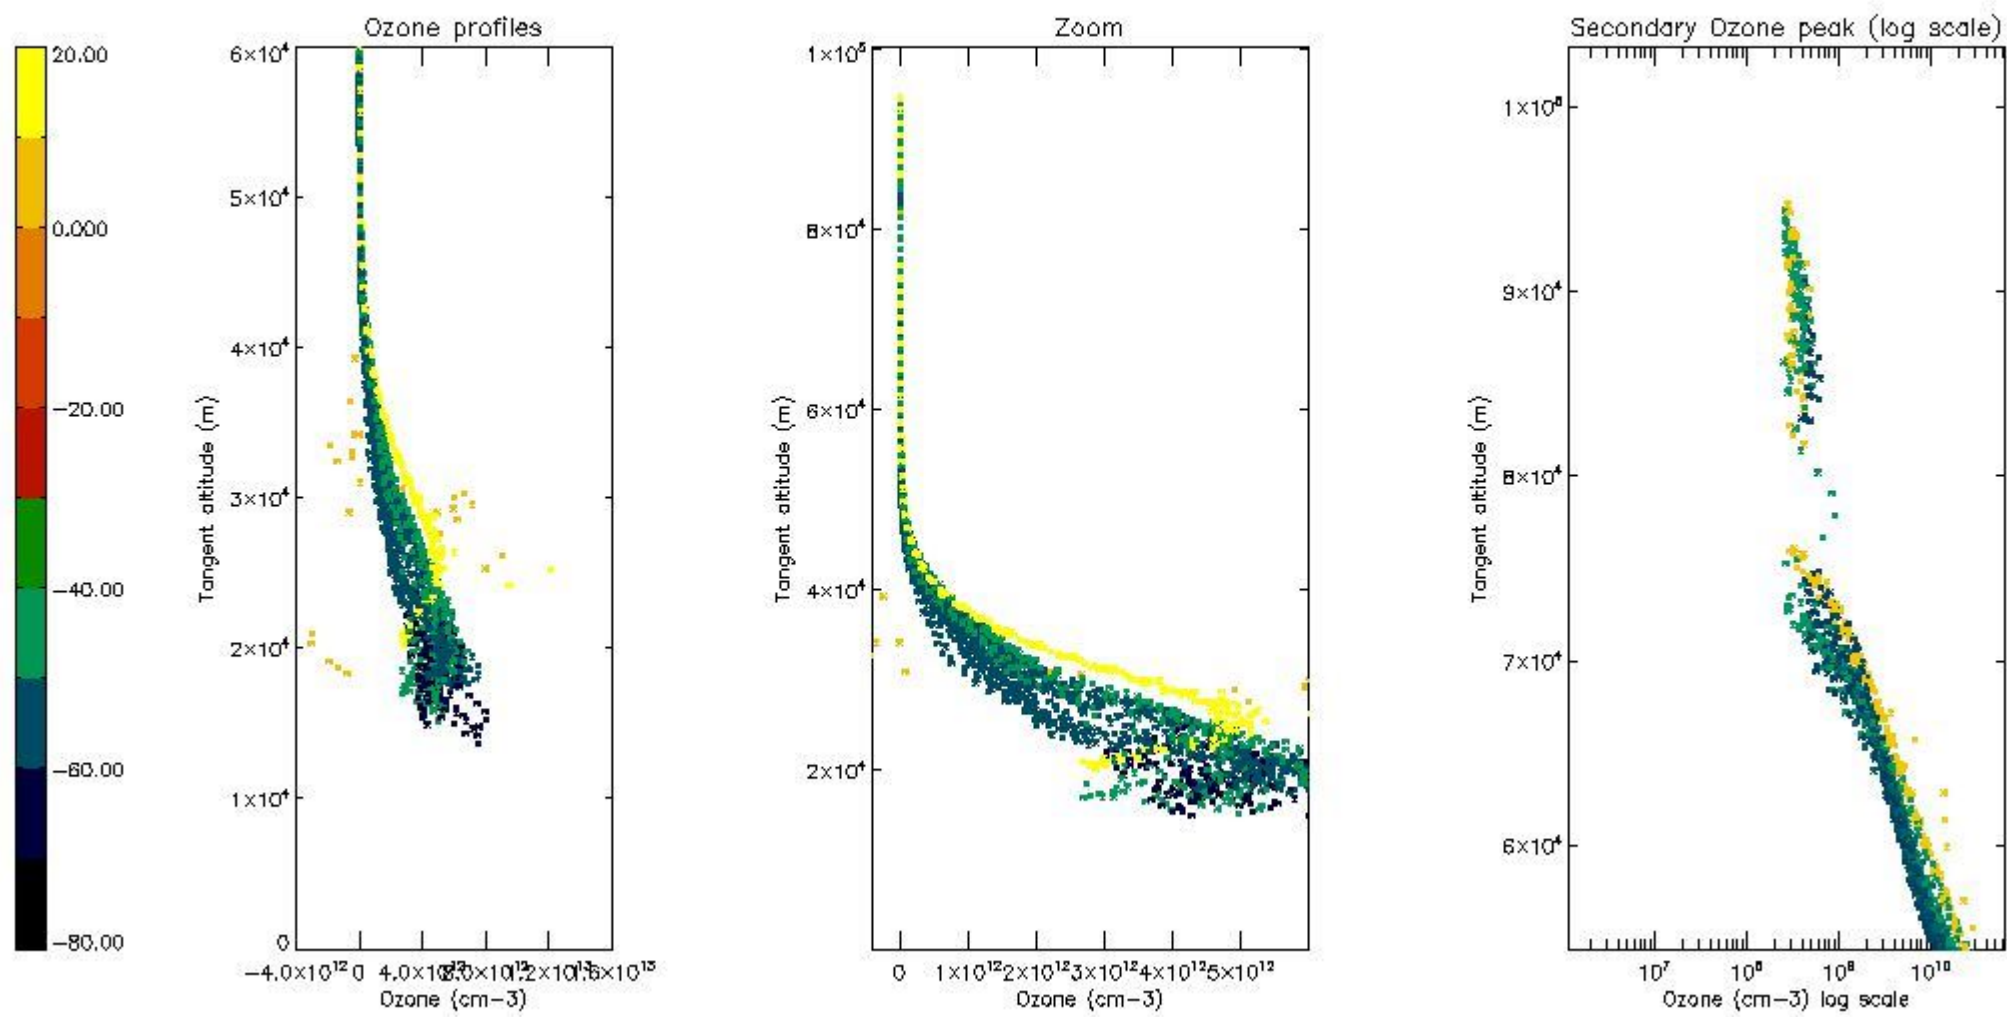 Ozone profiles
Zoom
Secondary Ozone peak (log scale)
20.00
0.000
−20.00
−40.00
−60.00
−80.00
6×10⁴
5×10⁴
4×10⁴
3×10⁴
2×10⁴
1×10⁴
0
Tangent altitude (m)
−4.0×10¹² 0
Ozone (cm−3)
1×10⁵
8×10⁴
6×10⁴
4×10⁴
2×10⁴
Tangent altitude (m)
0 1×10¹² 2×10¹² 3×10¹² 4×10¹² 5×10¹²
Ozone (cm−3)
9×10⁴
8×10⁴
7×10⁴
6×10⁴
Tangent altitude (m)
10⁷ 10⁸ 10⁹ 10¹⁰
Ozone (cm−3) log scale